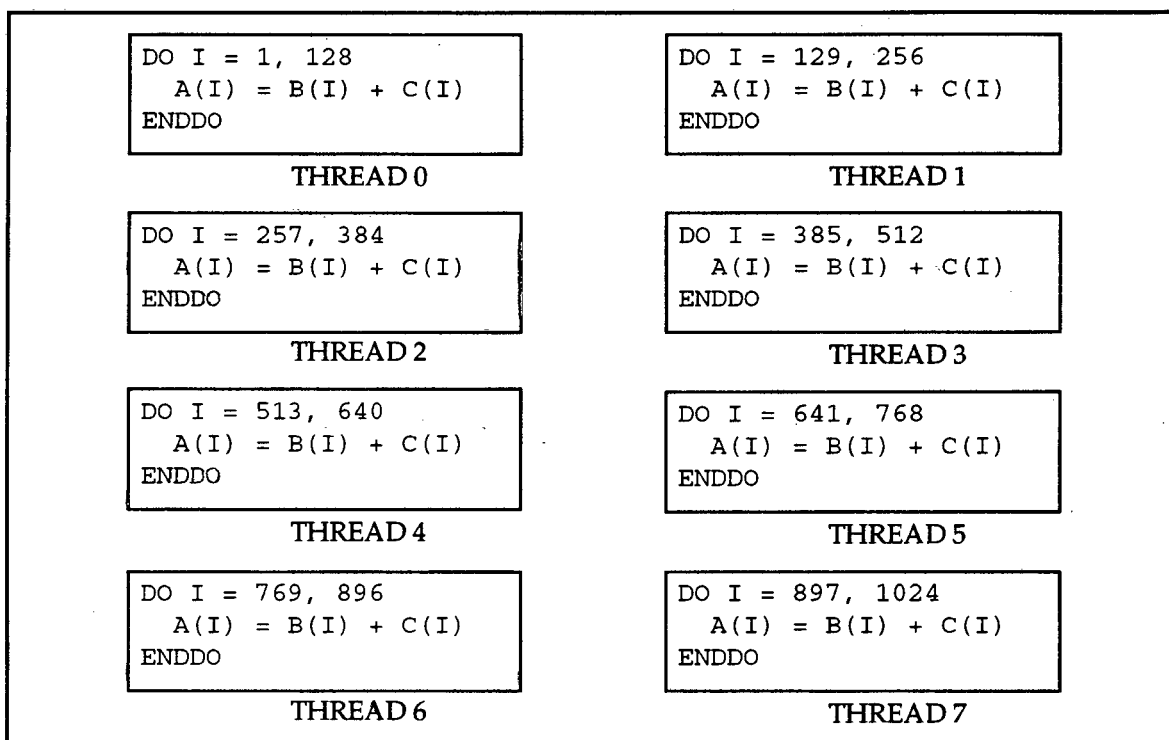 DO I = 1, 128
A(I) = B(I) + C(I)
ENDDO
THREAD 0
DO I = 129, 256
A(I) = B(I) + C(I)
ENDDO
THREAD 1
DO I = 257, 384
A(I) = B(I) + C(I)
ENDDO
THREAD 2
DO I = 385, 512
A(I) = B(I) + C(I)
ENDDO
THREAD 3
DO I = 513, 640
A(I) = B(I) + C(I)
ENDDO
THREAD 4
DO I = 641, 768
A(I) = B(I) + C(I)
ENDDO
THREAD 5
DO I = 769, 896
A(I) = B(I) + C(I)
ENDDO
THREAD 6
DO I = 897, 1024
A(I) = B(I) + C(I)
ENDDO
THREAD 7